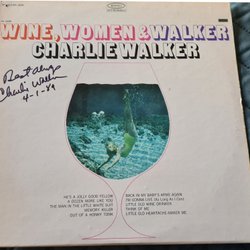 WINE, WOMEN & WALKER
CHARLIE WALKER
EPIC
Best always
Charlie Walker
4-1-89
HE'S A JOLLY GOOD FELLOW
A DOZEN MORE LIKE YOU
THE MAN IN THE LITTLE WHITE SUIT
MEMORY KILLER
OUT OF A HONKY TONK
BACK IN MY BABY'S ARMS AGAIN
I'M GONNA LIVE (As Long As I Can)
LITTLE OLD WINE DRINKER
THINK OF ME
LITTLE OLD HEARTACHE AWAKE ME